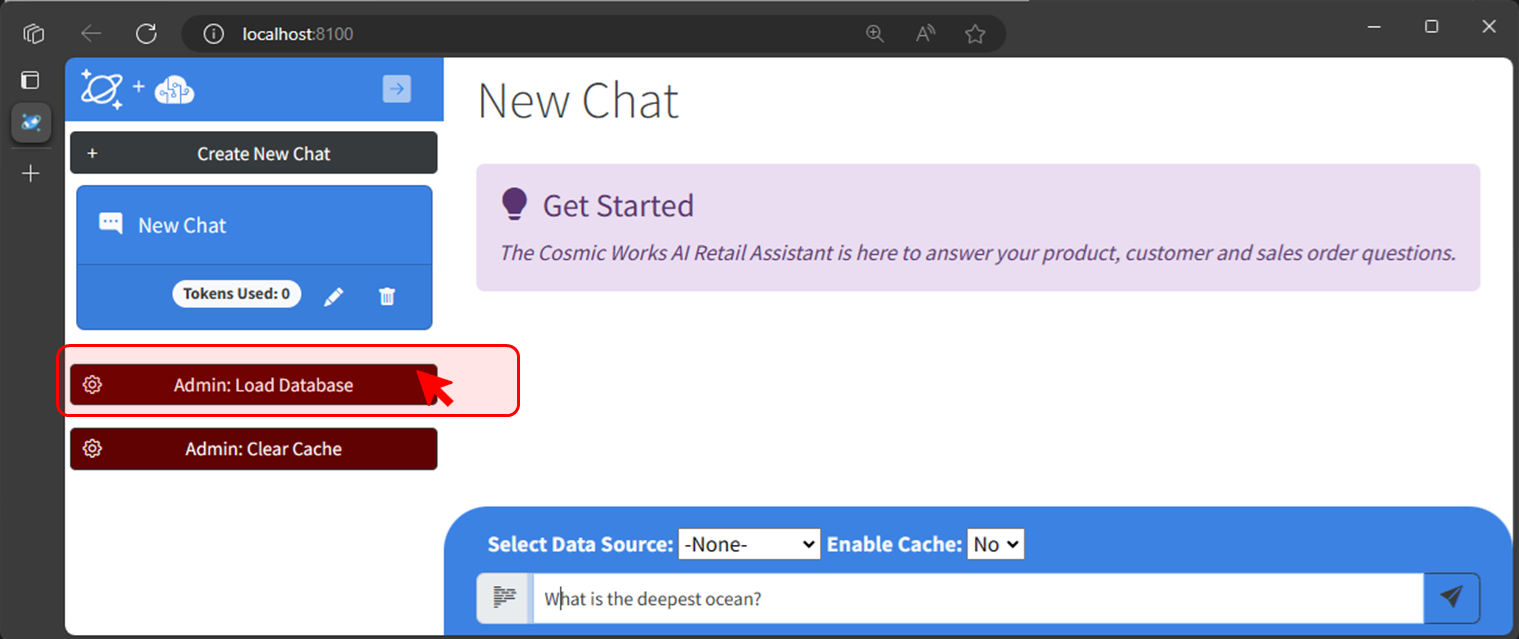 localhost:8100
+
New Chat
+ Create New Chat
Get Started
The Cosmic Works AI Retail Assistant is here to answer your product, customer and sales order questions.
New Chat
Tokens Used: 0
Admin: Load Database
Admin: Clear Cache
Select Data Source: -None- Enable Cache: No
What is the deepest ocean?